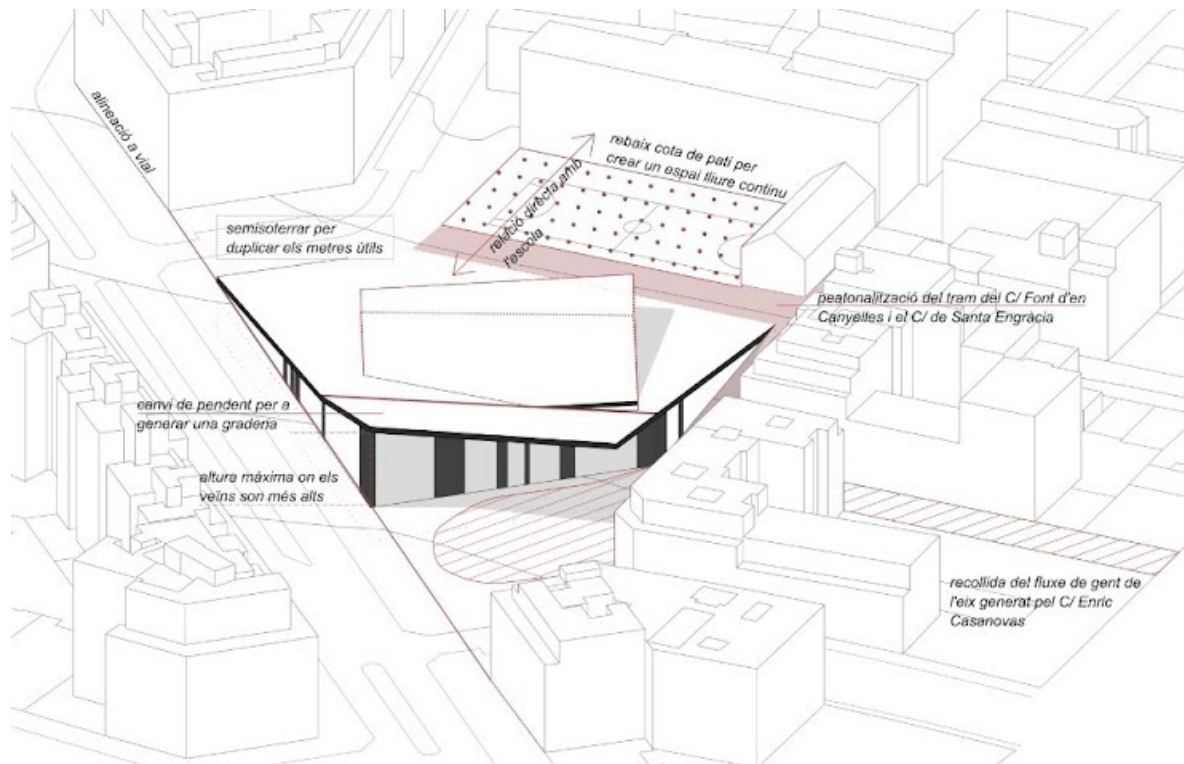 alineació a vial
rebaix cota de pati per
crear un espai lliure continu
relació directa amb
l'escola
semisoterrar per
duplicar els metres útils
peatonalització del tram del C/ Font d'en
Canyelles i el C/ de Santa Engràcia
canvi de pendent per a
generar una graderia
altura màxima on els
veïns son més alts
recollida del fluxe de gent de
l'eix generat pel C/ Enric
Casanovas